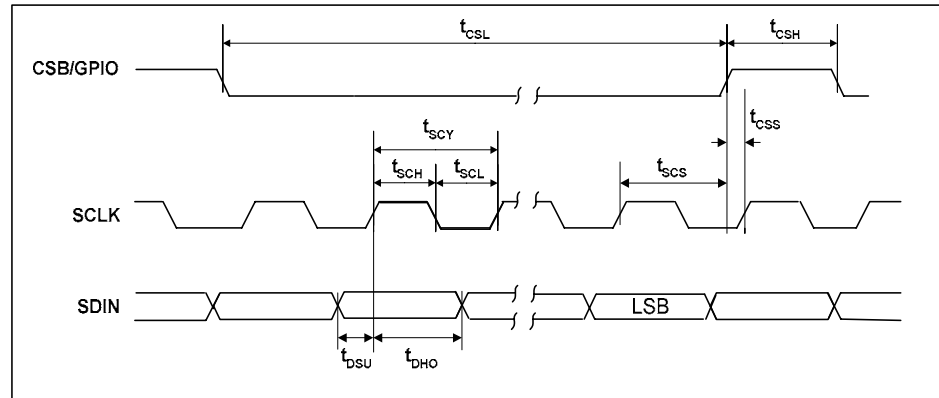 tCSL
tCSH
CSB/GPIO
tCSS
tSCY
tSCH
tSCL
tSCS
SCLK
SDIN
LSB
tDSU
tDHO